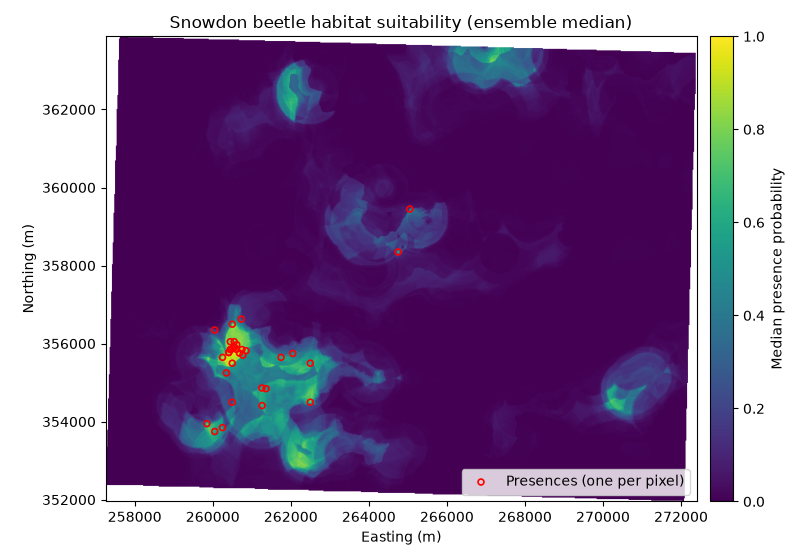 Snowdon beetle habitat suitability (ensemble median)
362000
360000
358000
356000
354000
352000
Northing (m)
258000 260000 262000 264000 266000 268000 270000 272000
Easting (m)
Presences (one per pixel)
1.0
0.8
0.6
0.4
0.2
0.0
Median presence probability